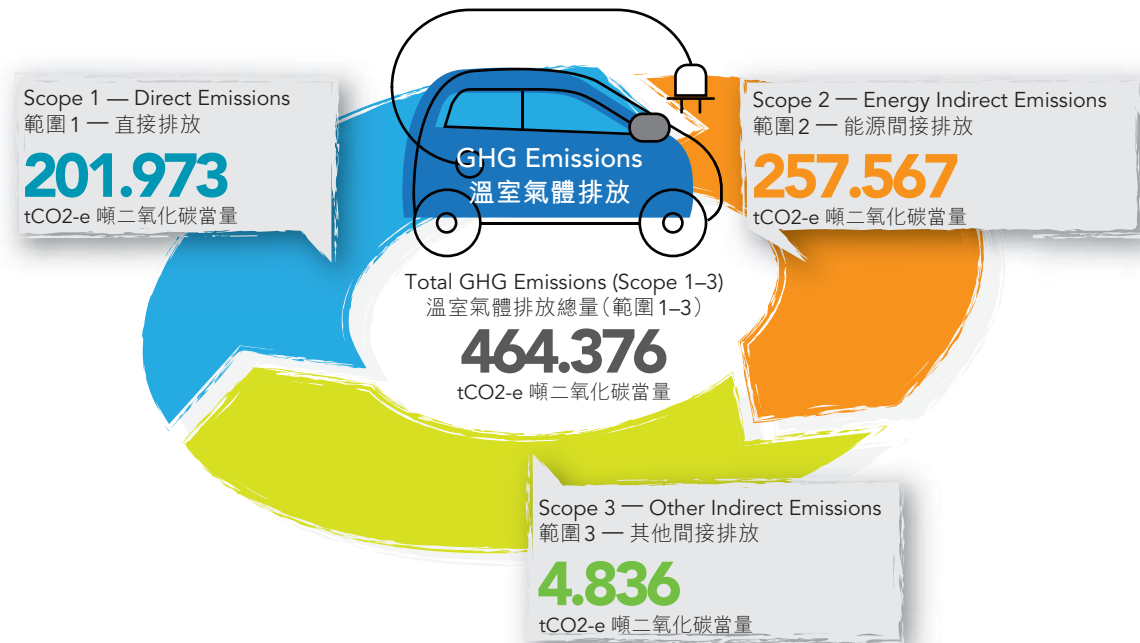 Scope 1 — Direct Emissions
範圍1 — 直接排放
201.973
tCO2-e 噸二氧化碳當量
GHG Emissions
溫室氣體排放
Scope 2 — Energy Indirect Emissions
範圍2 — 能源間接排放
257.567
tCO2-e 噸二氧化碳當量
Total GHG Emissions (Scope 1–3)
溫室氣體排放總量（範圍1–3）
464.376
tCO2-e 噸二氧化碳當量
Scope 3 — Other Indirect Emissions
範圍3 — 其他間接排放
4.836
tCO2-e 噸二氧化碳當量